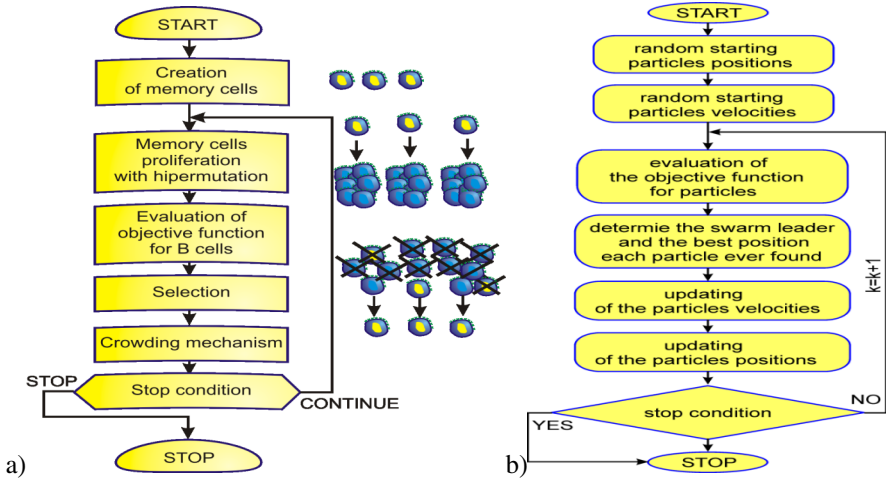 START
Creation
of memory cells
Memory cells
proliferation
with hipermutation
Evaluation of
objective function
for B cells
Selection
Crowding mechanism
Stop condition
STOP
CONTINUE
STOP
a)
START
random starting
particles positions
random starting
particles velocities
evaluation of
the objective function
for particles
determie the swarm leader
and the best position
each particle ever found
updating
of the particles velocities
updating
of the particles positions
stop condition
YES
NO
k=k+1
STOP
b)